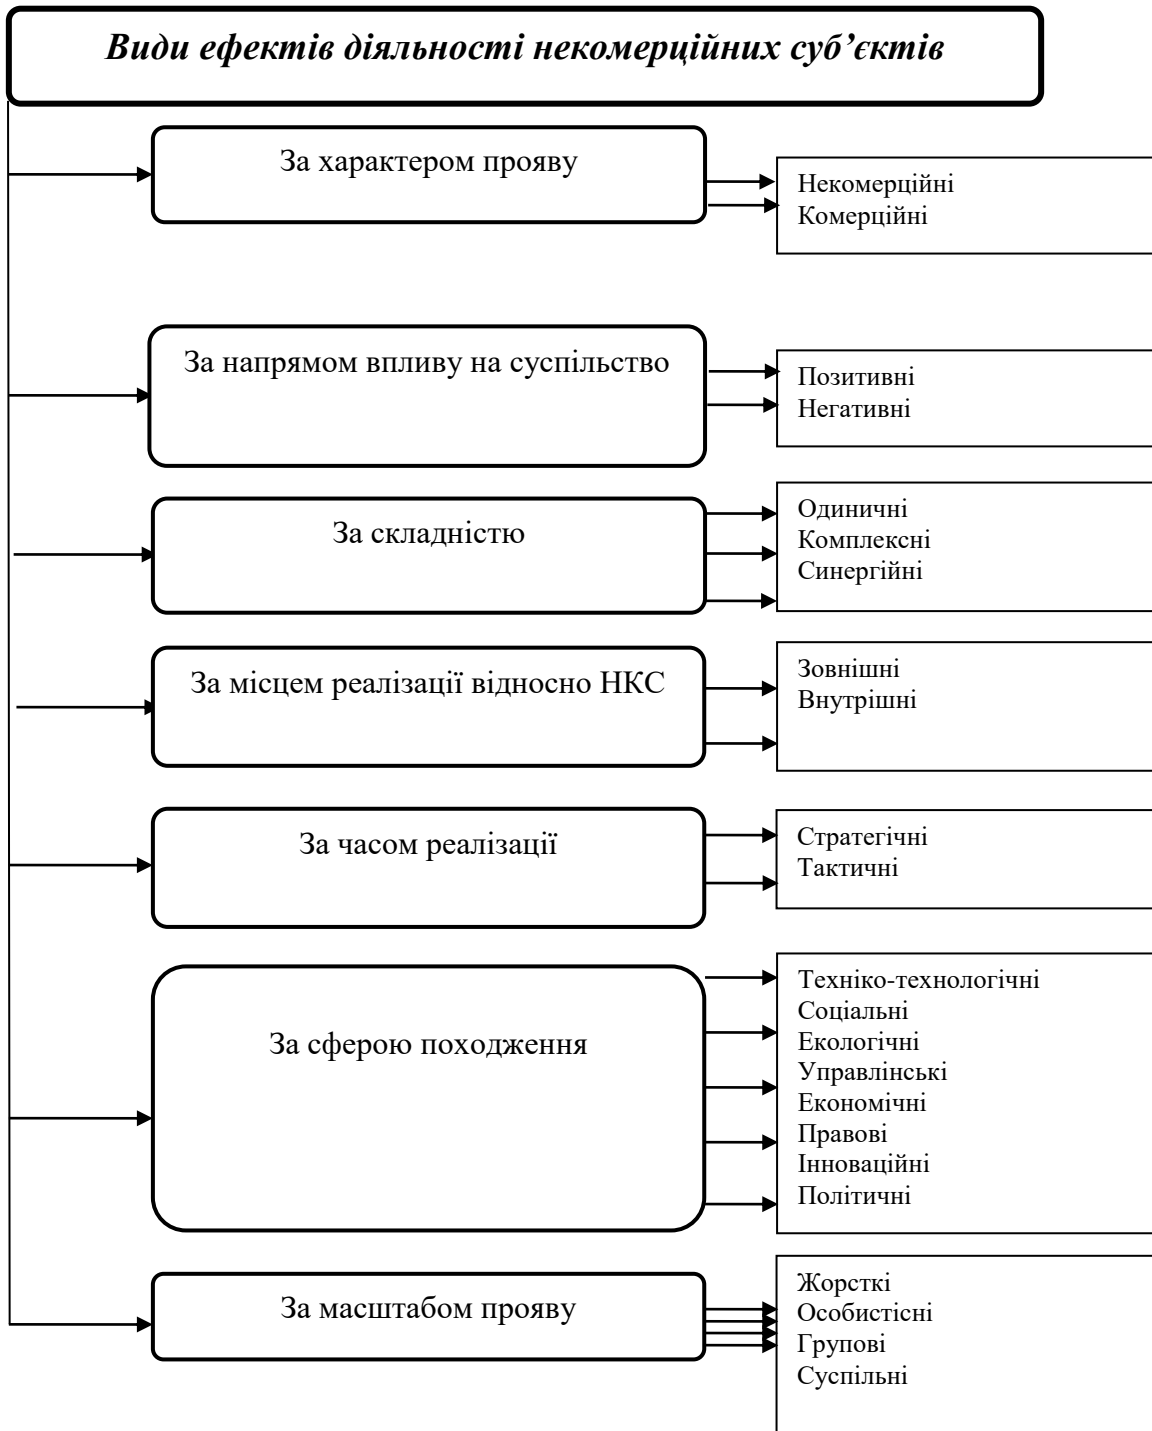 Види ефектів діяльності некомерційних суб’єктів
За характером прояву
Некомерційні
Комерційні
За напрямом впливу на суспільство
Позитивні
Негативні
За складністю
Одиничні
Комплексні
Синергійні
За місцем реалізації відносно НКС
Зовнішні
Внутрішні
За часом реалізації
Стратегічні
Тактичні
За сферою походження
Техніко-технологічні
Соціальні
Екологічні
Управлінські
Економічні
Правові
Інноваційні
Політичні
За масштабом прояву
Жорсткі
Особистісні
Групові
Суспільні